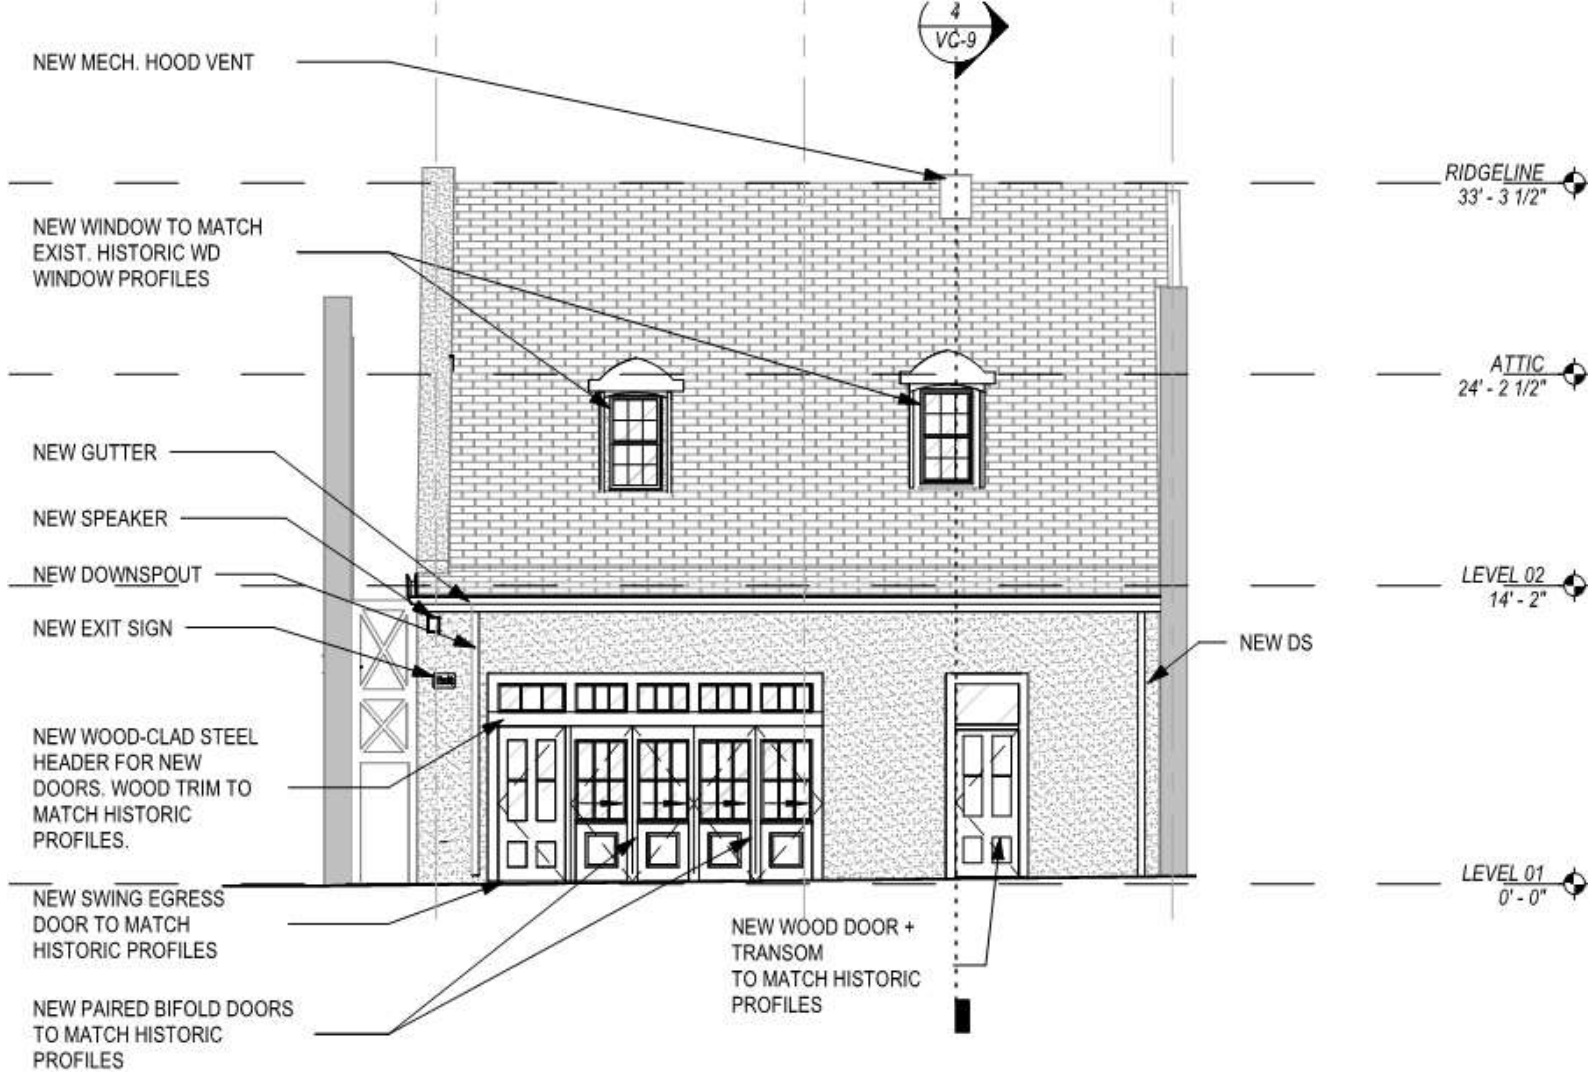 4
VC-9
NEW MECH. HOOD VENT
RIDGELINE
33' - 3 1/2"
NEW WINDOW TO MATCH
EXIST. HISTORIC WD
WINDOW PROFILES
ATTIC
24' - 2 1/2"
NEW GUTTER
NEW SPEAKER
NEW DOWNSPOUT
LEVEL 02
14' - 2"
NEW EXIT SIGN
NEW DS
NEW WOOD-CLAD STEEL
HEADER FOR NEW
DOORS. WOOD TRIM TO
MATCH HISTORIC
PROFILES.
LEVEL 01
0' - 0"
NEW SWING EGRESS
DOOR TO MATCH
HISTORIC PROFILES
NEW WOOD DOOR +
TRANSOM
TO MATCH HISTORIC
PROFILES
NEW PAIRED BIFOLD DOORS
TO MATCH HISTORIC
PROFILES